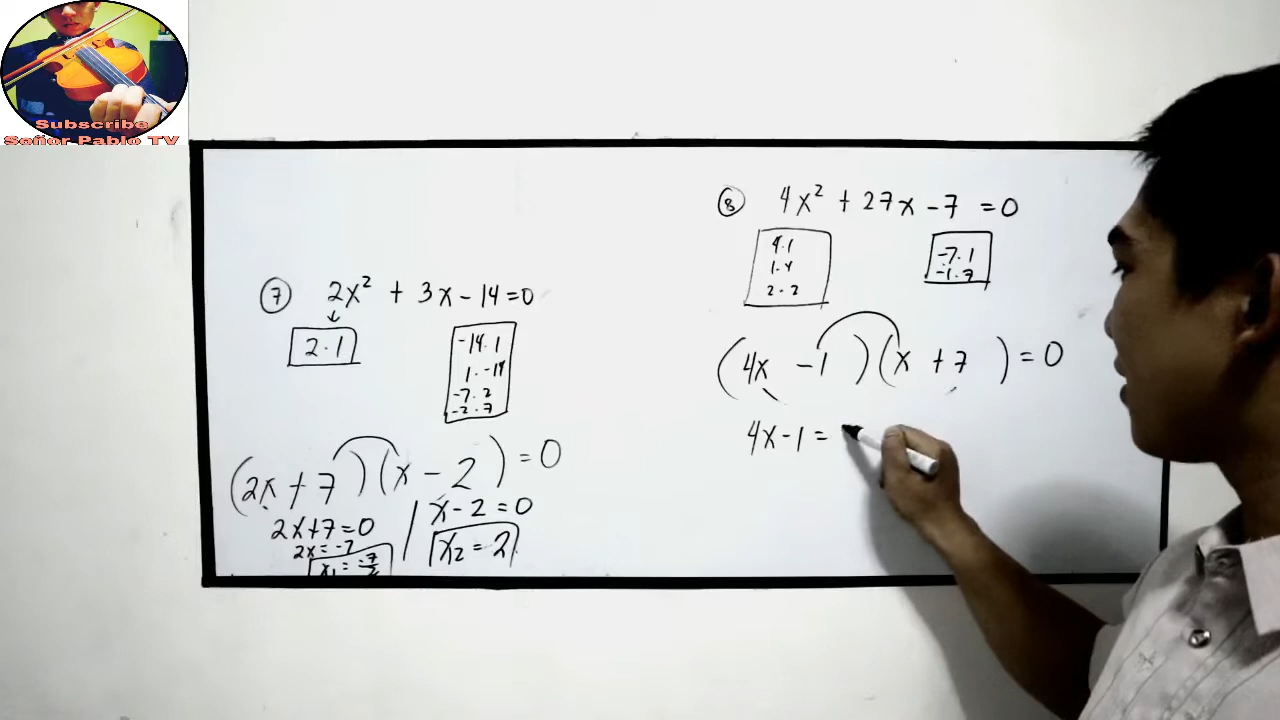 Subscribe
Señor Pablo TV
⑦ 2x² + 3x - 14 = 0
↓
2 · 1
-14 · 1
1 · -14
-7 · 2
-2 · 7
(2x + 7)(x - 2) = 0
2x + 7 = 0
2x = -7
x₁ = -7/2
x - 2 = 0
x₂ = 2
⑧ 4x² + 27x - 7 = 0
4 · 1
1 · 4
2 · 2
-7 · 1
-1 · 7
(4x - 1)(x + 7) = 0
4x - 1 =